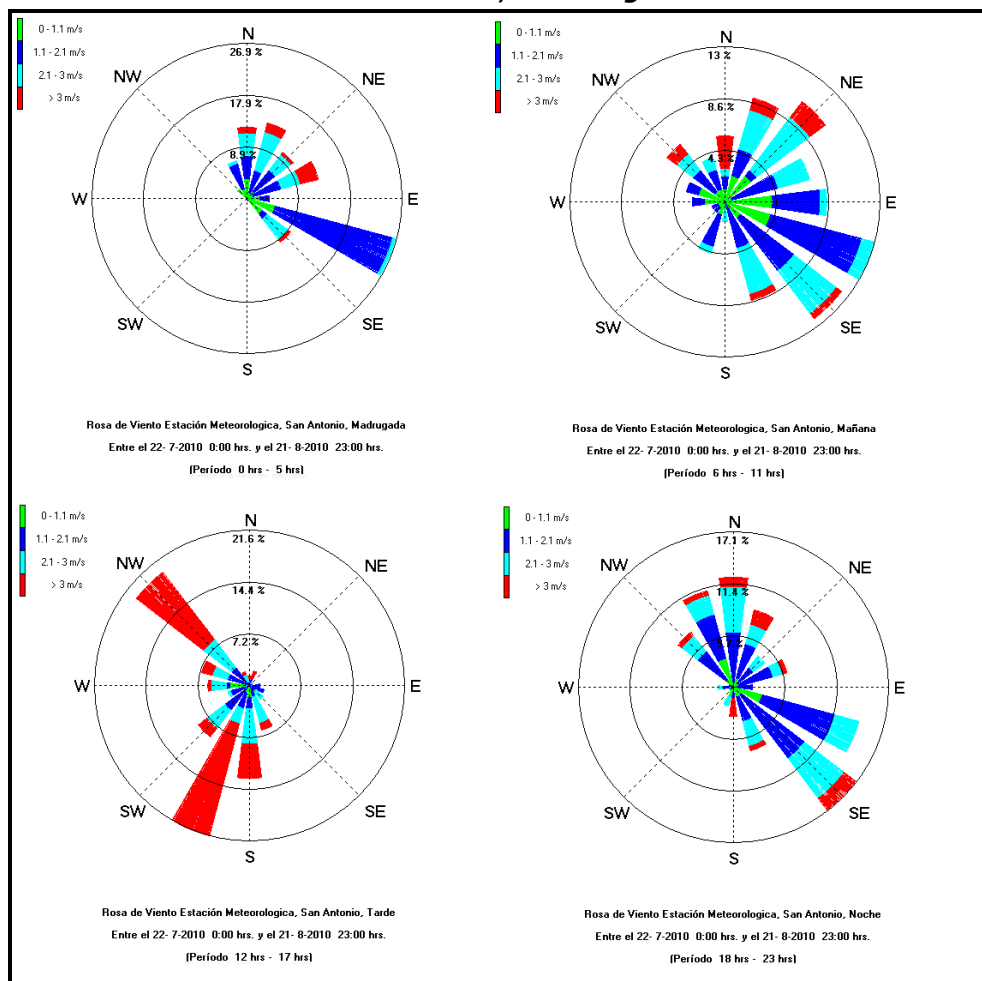 0 - 1.1 m/s
1.1 - 2.1 m/s
2.1 - 3 m/s
> 3 m/s
N
26.9 %
NW
NE
17.9 %
8.9 %
W
E
SW
SE
S
Rosa de Viento Estación Meteorologica, San Antonio, Madrugada
Entre el 22- 7-2010 0:00 hrs. y el 21- 8-2010 23:00 hrs.
(Período 0 hrs - 5 hrs)
0 - 1.1 m/s
1.1 - 2.1 m/s
2.1 - 3 m/s
> 3 m/s
N
13 %
NW
NE
8.6 %
4.3 %
W
E
SW
SE
S
Rosa de Viento Estación Meteorologica, San Antonio, Mañana
Entre el 22- 7-2010 0:00 hrs. y el 21- 8-2010 23:00 hrs.
(Período 6 hrs - 11 hrs)
0 - 1.1 m/s
1.1 - 2.1 m/s
2.1 - 3 m/s
> 3 m/s
N
21.6 %
NW
NE
14.4 %
7.2 %
W
E
SW
SE
S
Rosa de Viento Estación Meteorologica, San Antonio, Tarde
Entre el 22- 7-2010 0:00 hrs. y el 21- 8-2010 23:00 hrs.
(Período 12 hrs - 17 hrs)
0 - 1.1 m/s
1.1 - 2.1 m/s
2.1 - 3 m/s
> 3 m/s
N
17.1 %
NW
NE
11.4 %
W
E
SW
SE
S
Rosa de Viento Estación Meteorologica, San Antonio, Noche
Entre el 22- 7-2010 0:00 hrs. y el 21- 8-2010 23:00 hrs.
(Período 18 hrs - 23 hrs)